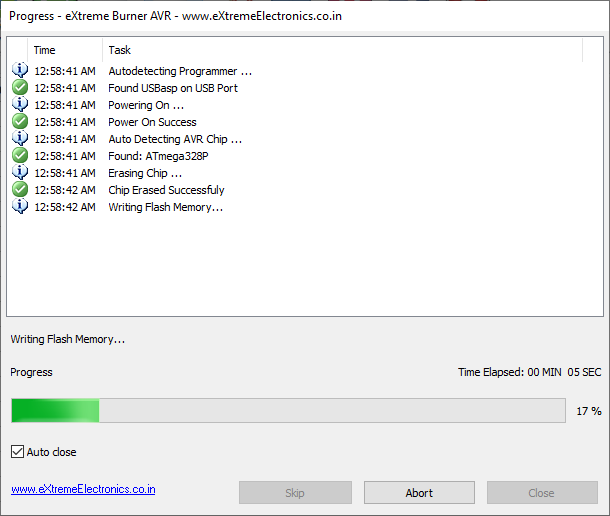 Progress - eXtreme Burner AVR - www.eXtremeElectronics.co.in
Time Task
12:58:41 AM Autodetecting Programmer ...
12:58:41 AM Found USBasp on USB Port
12:58:41 AM Powering On ...
12:58:41 AM Power On Success
12:58:41 AM Auto Detecting AVR Chip ...
12:58:41 AM Found: ATmega328P
12:58:41 AM Erasing Chip ...
12:58:42 AM Chip Erased Successfuly
12:58:42 AM Writing Flash Memory...
Writing Flash Memory...
Progress Time Elapsed: 00 MIN 05 SEC
17 %
Auto close
www.eXtremeElectronics.co.in Skip Abort Close